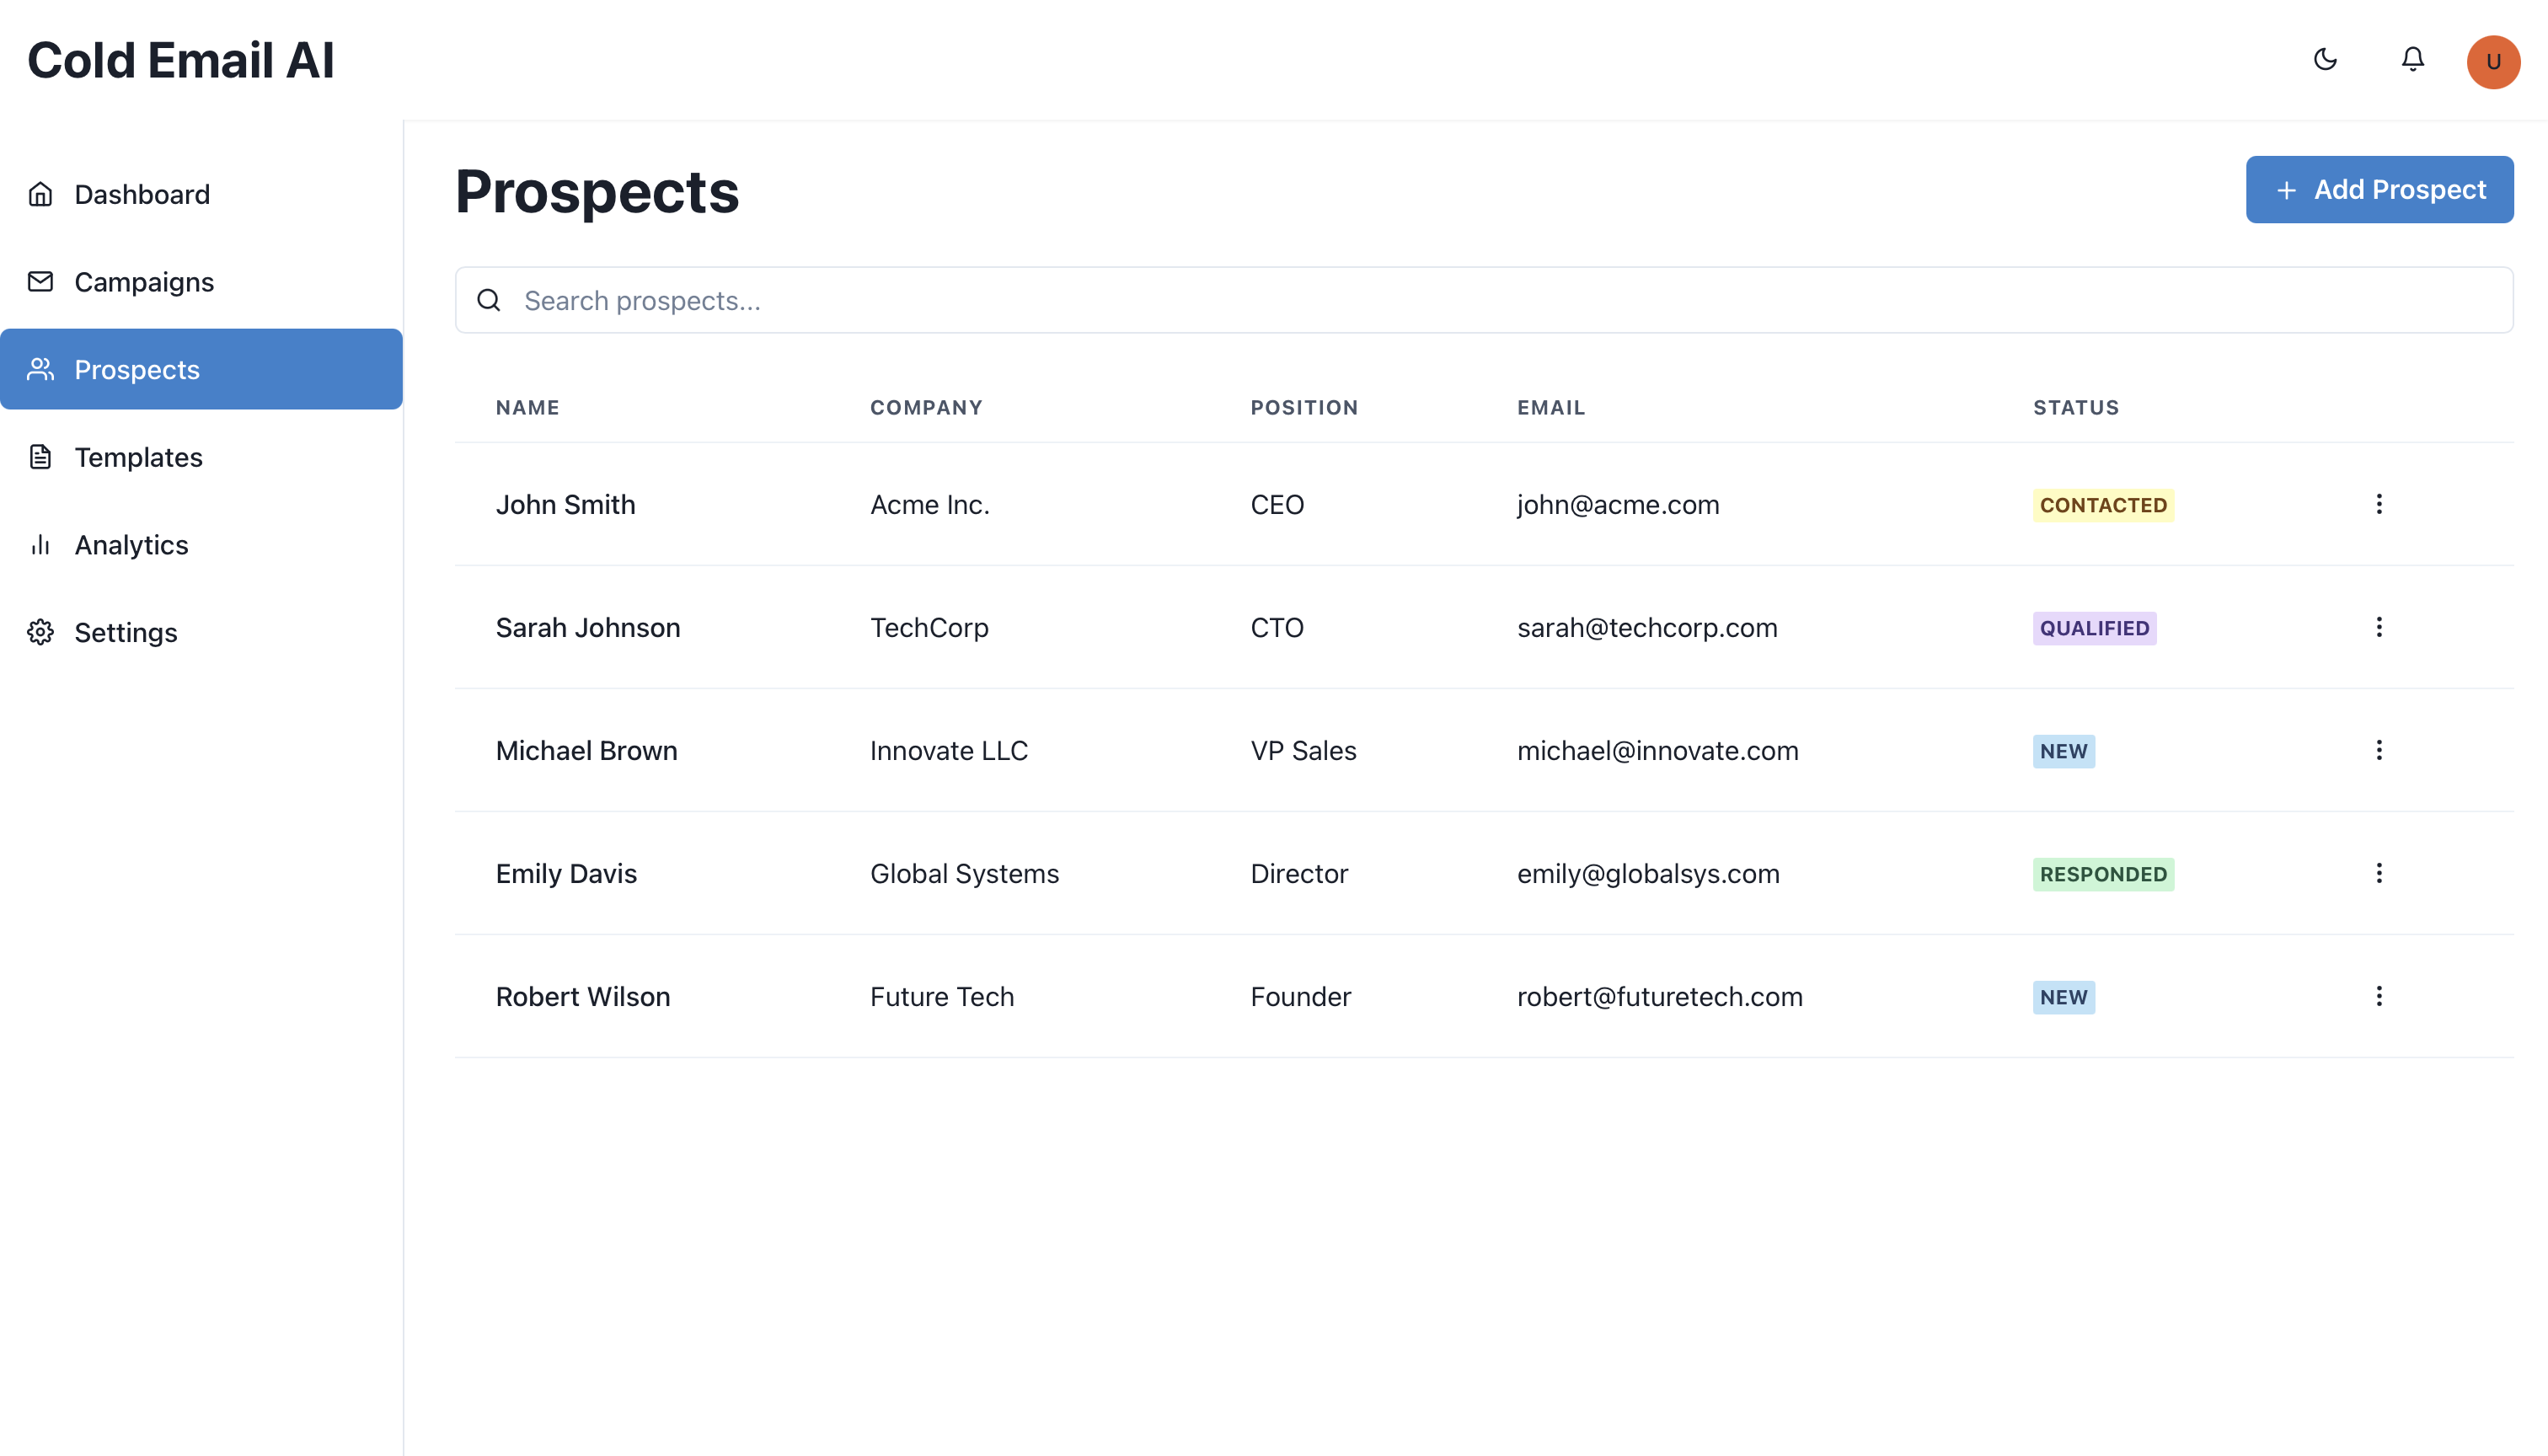 Cold Email AI
U
Dashboard
Campaigns
Prospects
Templates
Analytics
Settings
Prospects
Add Prospect
Search prospects...
NAME COMPANY POSITION EMAIL STATUS
John Smith Acme Inc. CEO john@acme.com CONTACTED
Sarah Johnson TechCorp CTO sarah@techcorp.com QUALIFIED
Michael Brown Innovate LLC VP Sales michael@innovate.com NEW
Emily Davis Global Systems Director emily@globalsys.com RESPONDED
Robert Wilson Future Tech Founder robert@futuretech.com NEW